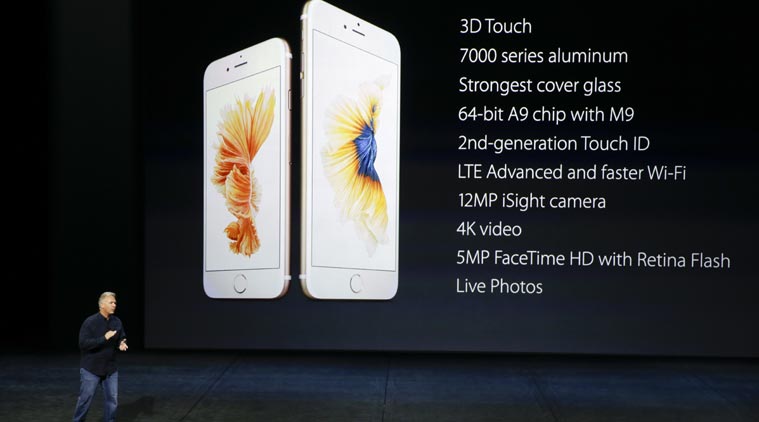 3D Touch
7000 series aluminum
Strongest cover glass
64-bit A9 chip with M9
2nd-generation Touch ID
LTE Advanced and faster Wi-Fi
12MP iSight camera
4K video
5MP FaceTime HD with Retina Flash
Live Photos